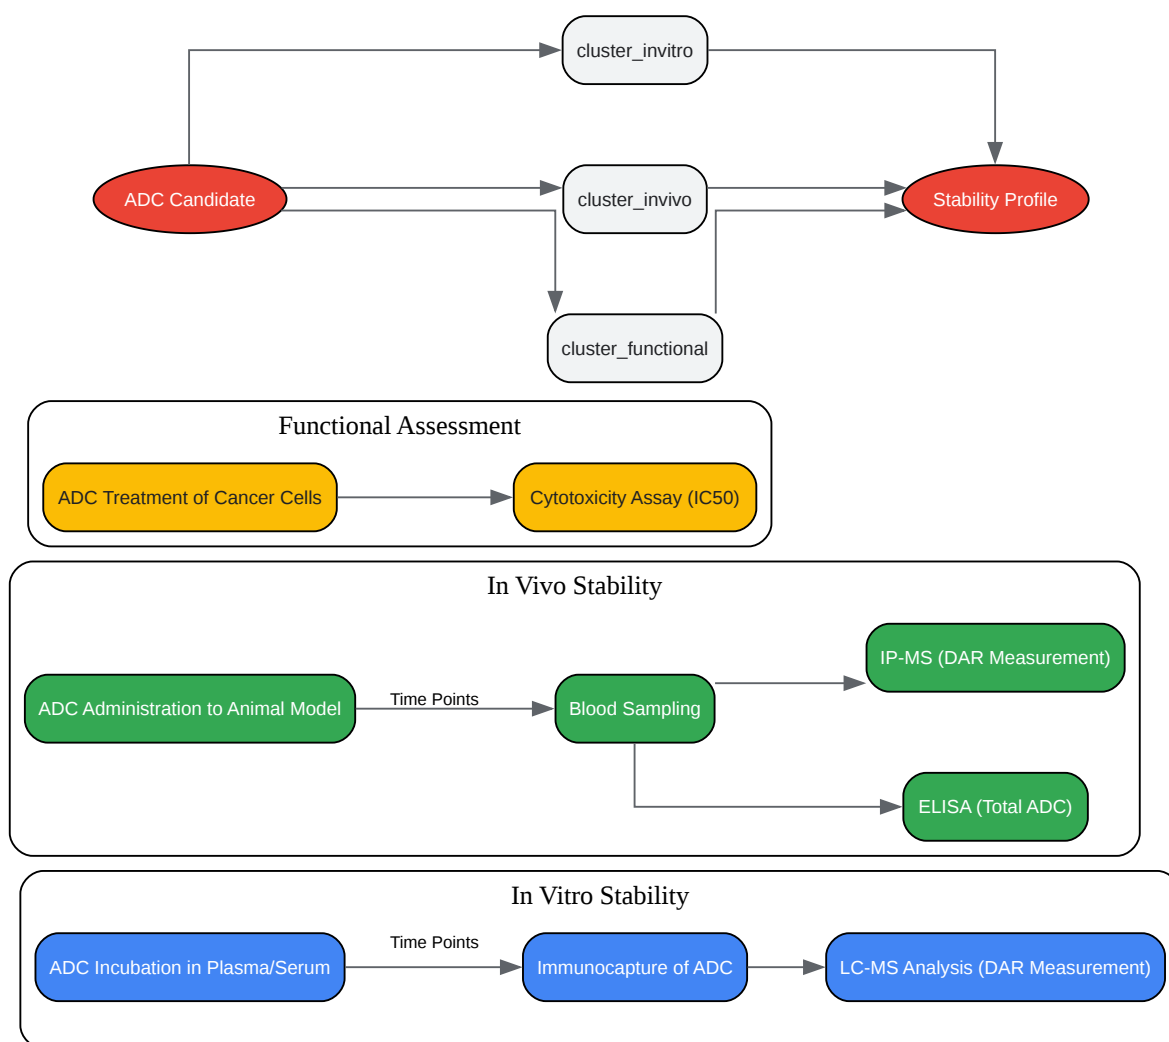 cluster_invitro
ADC Candidate
cluster_invivo
Stability Profile
cluster_functional
Functional Assessment
ADC Treatment of Cancer Cells
Cytotoxicity Assay (IC50)
In Vivo Stability
IP-MS (DAR Measurement)
ADC Administration to Animal Model
Time Points
Blood Sampling
ELISA (Total ADC)
In Vitro Stability
ADC Incubation in Plasma/Serum
Time Points
Immunocapture of ADC
LC-MS Analysis (DAR Measurement)